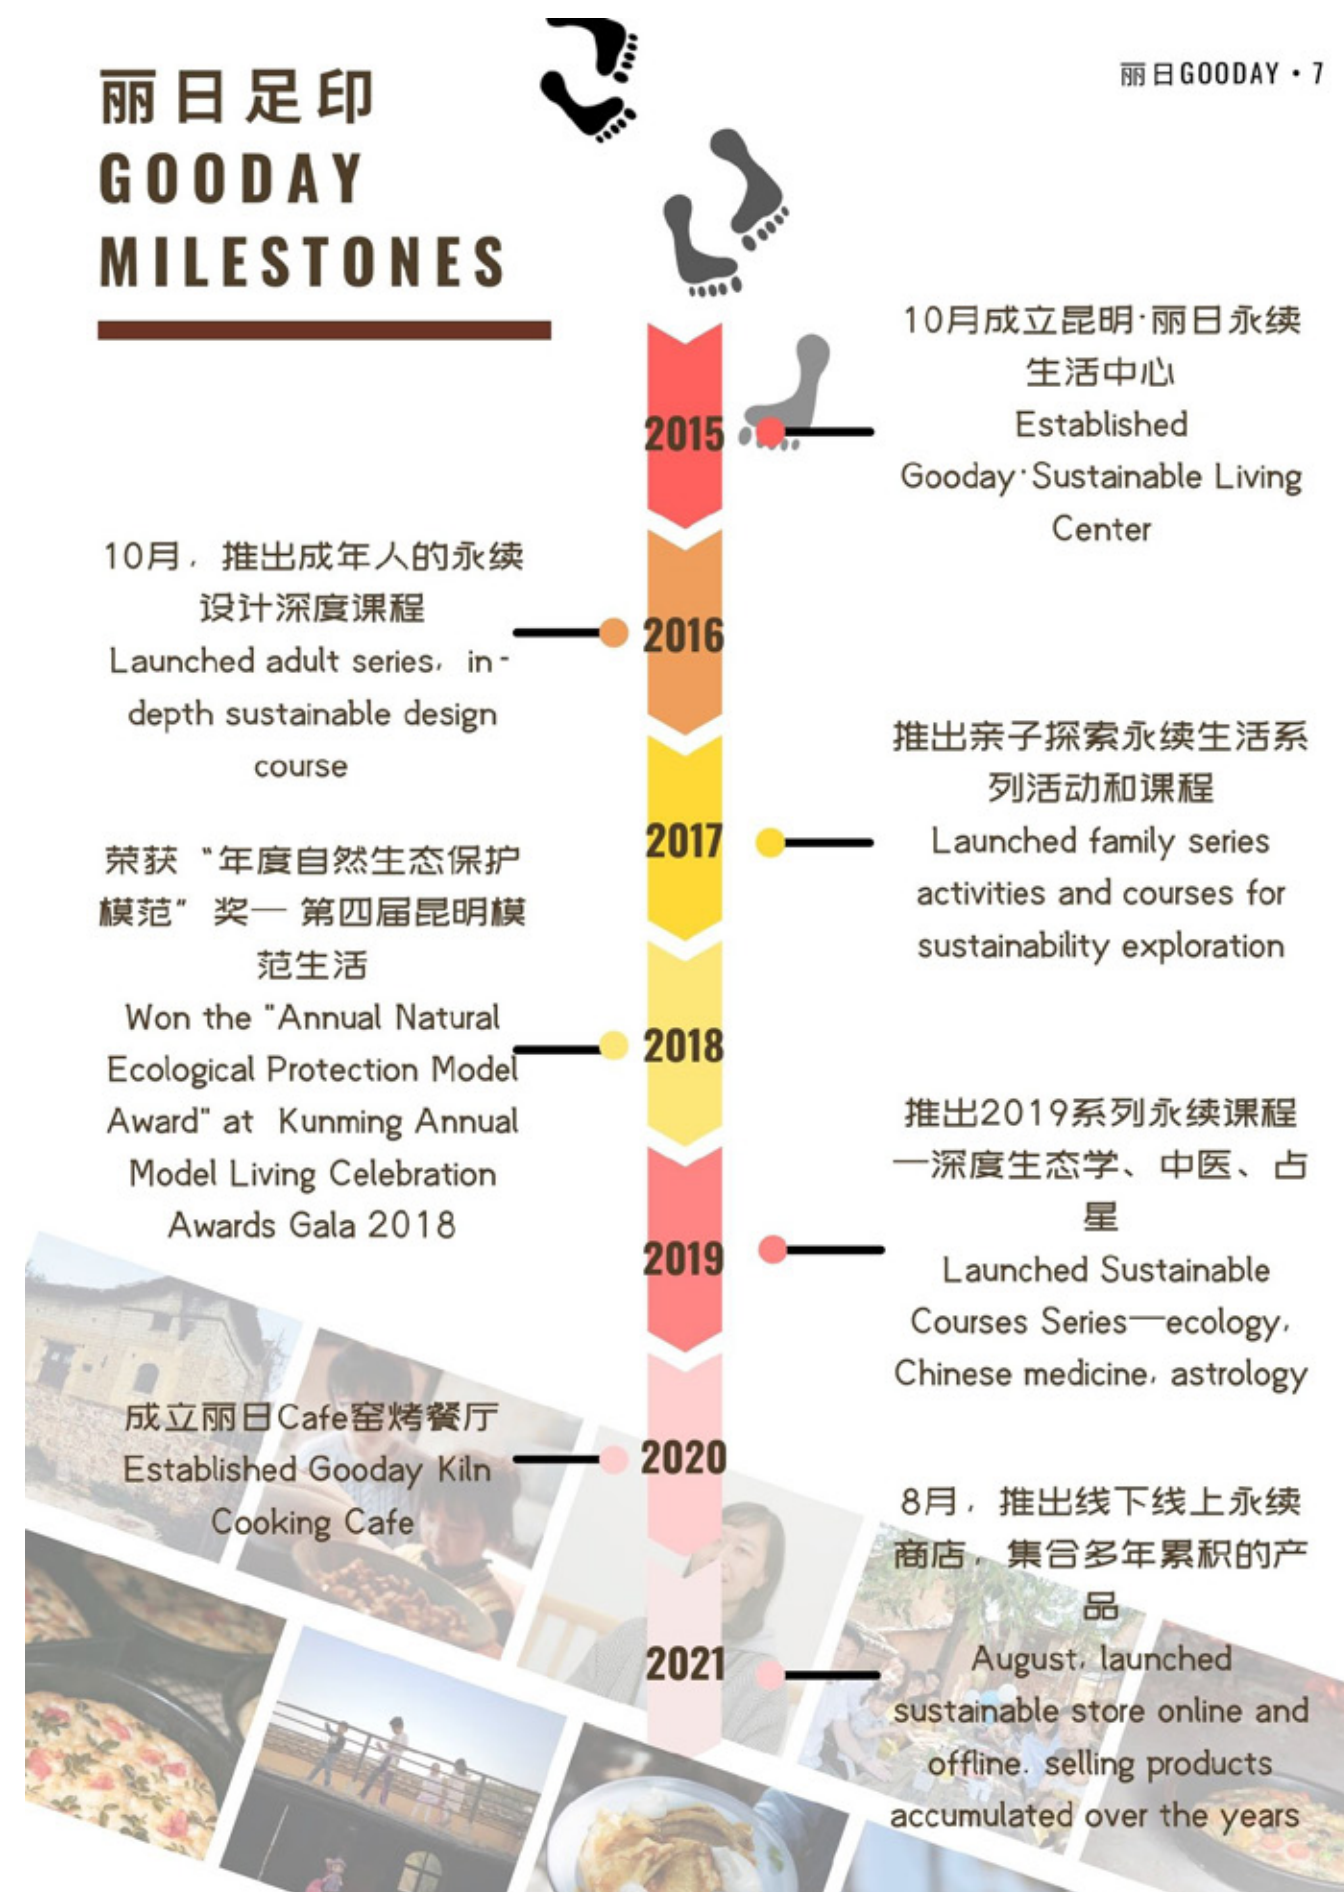 丽日GOODAY·7
丽日足印
GOODAY
MILESTONES
2015
10月成立昆明·丽日永续
生活中心
Established
Gooday·Sustainable Living
Center
2016
10月，推出成年人的永续
设计深度课程
Launched adult series, in-
depth sustainable design
course
2017
推出亲子探索永续生活系
列活动和课程
Launched family series
activities and courses for
sustainability exploration
2018
荣获“年度自然生态保护
模范”奖— 第四届昆明模
范生活
Won the "Annual Natural
Ecological Protection Model
Award" at Kunming Annual
Model Living Celebration
Awards Gala 2018
2019
推出2019系列永续课程
—深度生态学、中医、占
星
Launched Sustainable
Courses Series—ecology,
Chinese medicine, astrology
2020
成立丽日Cafe窑烤餐厅
Established Gooday Kiln
Cooking Cafe
2021
8月，推出线下线上永续
商店，集合多年累积的产
品
August, launched
sustainable store online and
offline. selling products
accumulated over the years